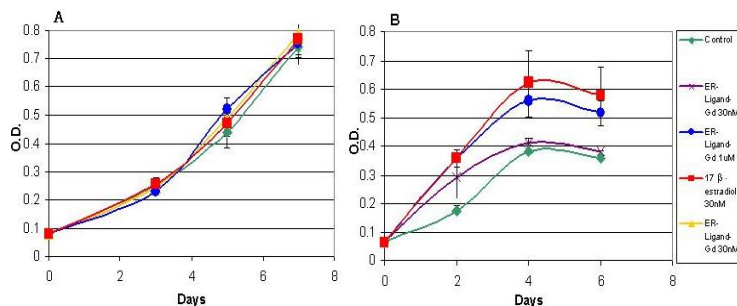 A
0.8
0.7
0.6
0.5
0.4
0.3
0.2
0.1
0
O.D.
0 2 4 6 8
Days
B
0.8
0.7
0.6
0.5
0.4
0.3
0.2
0.1
0
O.D.
0 2 4 6 8
Days
Control
ER-
Ligand-
Gd 30nM
ER-
Ligand-
Gd 1uM
17 β -
estradiol
30nM
ER-
Ligand-
Gd 30nM